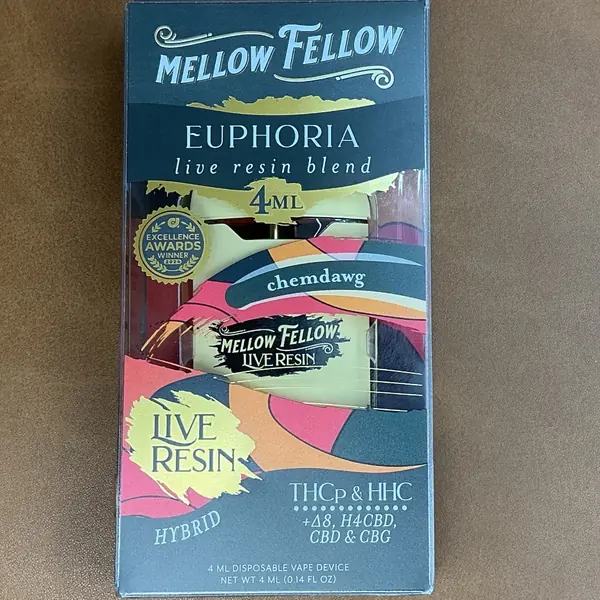 MELLOW FELLOW
EUPHORIA
live resin blend
4ML
EXCELLENCE
AWARDS
WINNER
2024
chemdawg
MELLOW FELLOW
LIVE RESIN
LIVE
RESIN
HYBRID
THCP & HHC
+Δ8, H4CBD,
CBD & CBG
4 ML DISPOSABLE VAPE DEVICE
NET WT 4 ML (0.14 FL OZ)